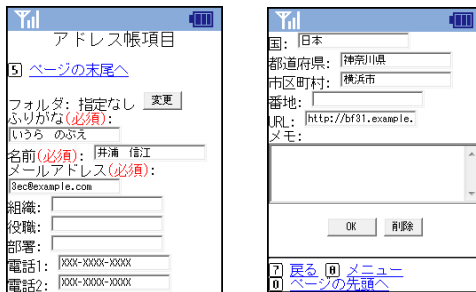 アドレス帳項目
5 ページの末尾へ
フォルダ: 指定なし 変更
ふりがな(必須):
いうら のぶえ
名前(必須): 井浦 信江
メールアドレス(必須):
3ec@example.com
組織:
役職:
部署:
電話1: XXX-XXXX-XXXX
電話2: XXX-XXXX-XXXX
国: 日本
都道府県: 神奈川県
市区町村: 横浜市
番地:
URL: http://bf31.example.
メモ:
OK 削除
7 戻る 8 メニュー
0 ページの先頭へ